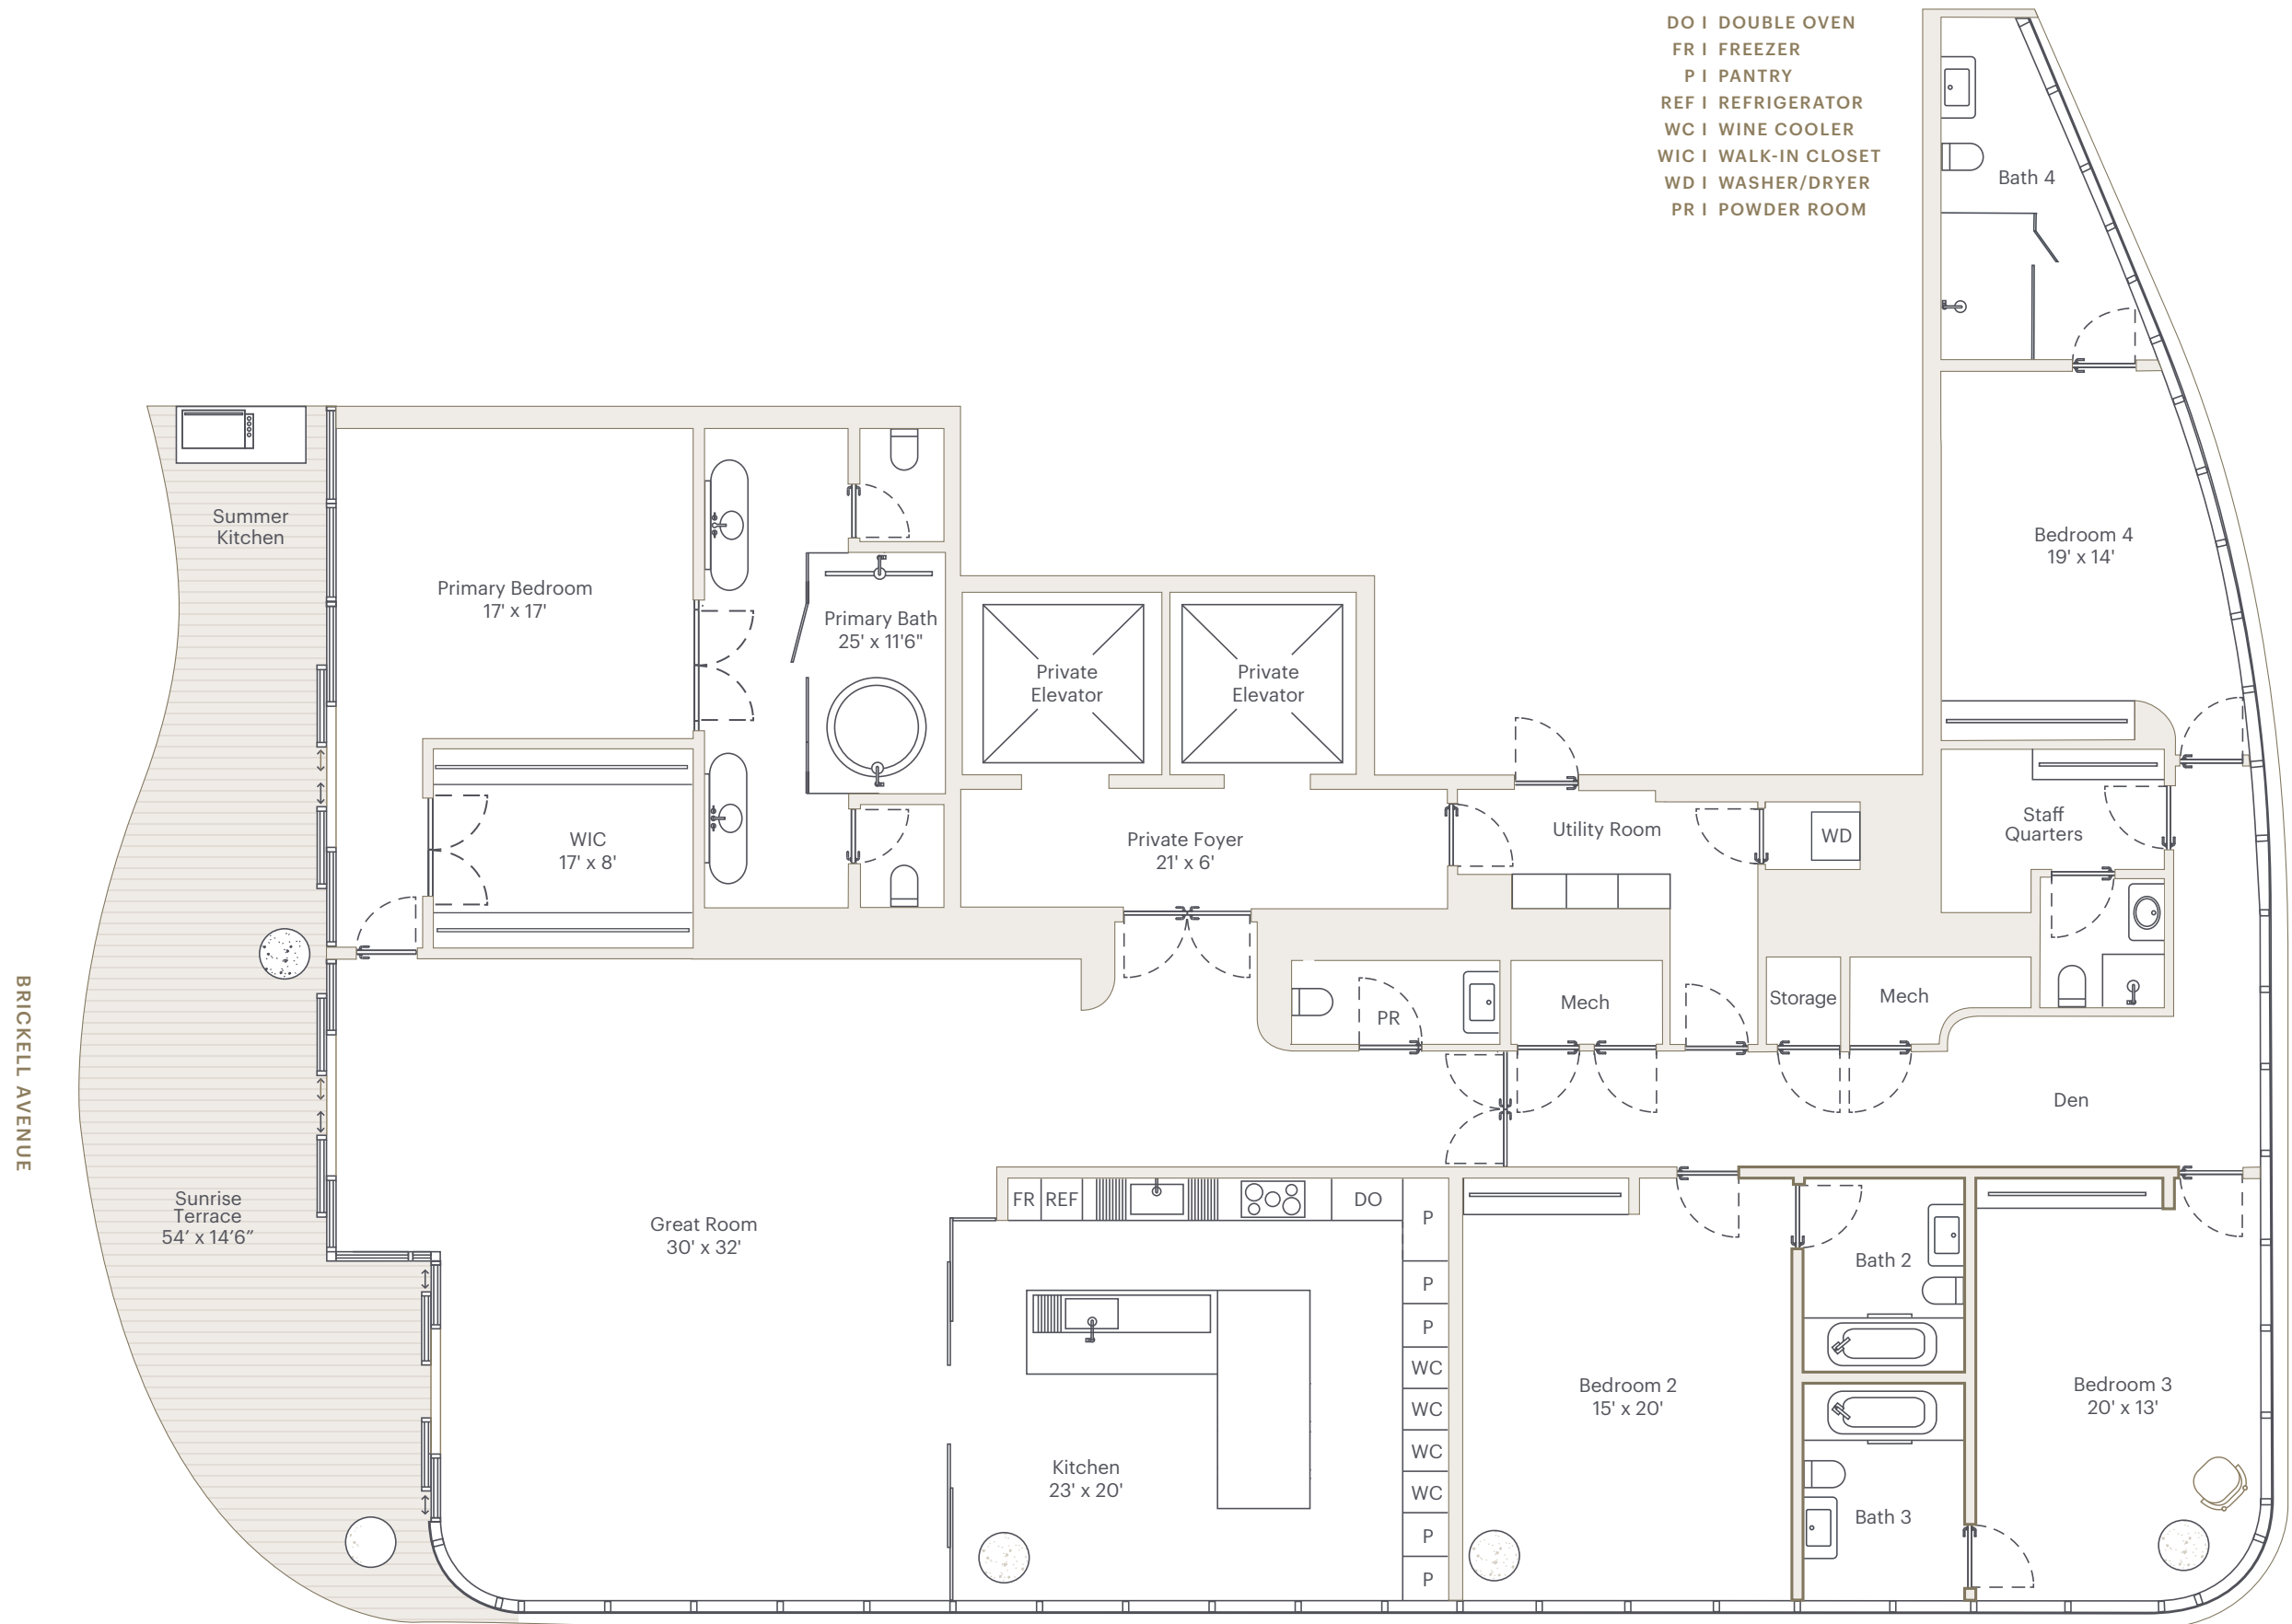 DO I DOUBLE OVEN
FR I FREEZER
P I PANTRY
REF I REFRIGERATOR
WC I WINE COOLER
WIC I WALK-IN CLOSET
WD I WASHER/DRYER
PR I POWDER ROOM
Bath 4
Summer
Kitchen
Bedroom 4
19' x 14'
Primary Bedroom
17' x 17'
Primary Bath
25' x 11'6"
Private
Elevator
Private
Elevator
WIC
17' x 8'
Private Foyer
21' x 6'
Utility Room
WD
Staff
Quarters
PR
Mech
Storage
Mech
BRICKELL AVENUE
Den
Sunrise
Terrace
54’ x 14’6”
Great Room
30' x 32'
FR
REF
DO
P
P
P
WC
WC
WC
WC
P
P
Kitchen
23' x 20'
Bedroom 2
15' x 20'
Bath 2
Bath 3
Bedroom 3
20' x 13'